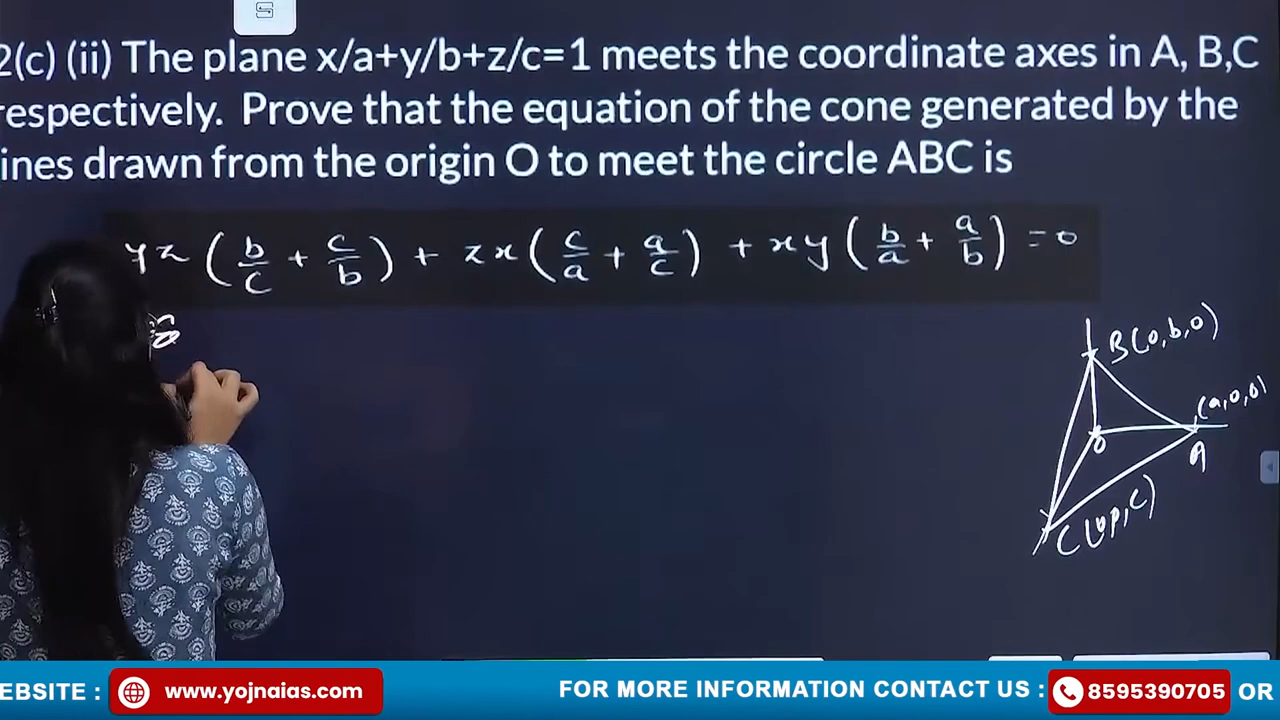 2(c) (ii) The plane x/a+y/b+z/c=1 meets the coordinate axes in A, B,C
respectively. Prove that the equation of the cone generated by the
ines drawn from the origin O to meet the circle ABC is
yz (b/c + c/b) + zx (c/a + a/c) + xy (b/a + a/b) = 0
B(0,b,0)
(a,0,0)
O
A
EBSITE : www.yojnaias.com FOR MORE INFORMATION CONTACT US : 8595390705 OR